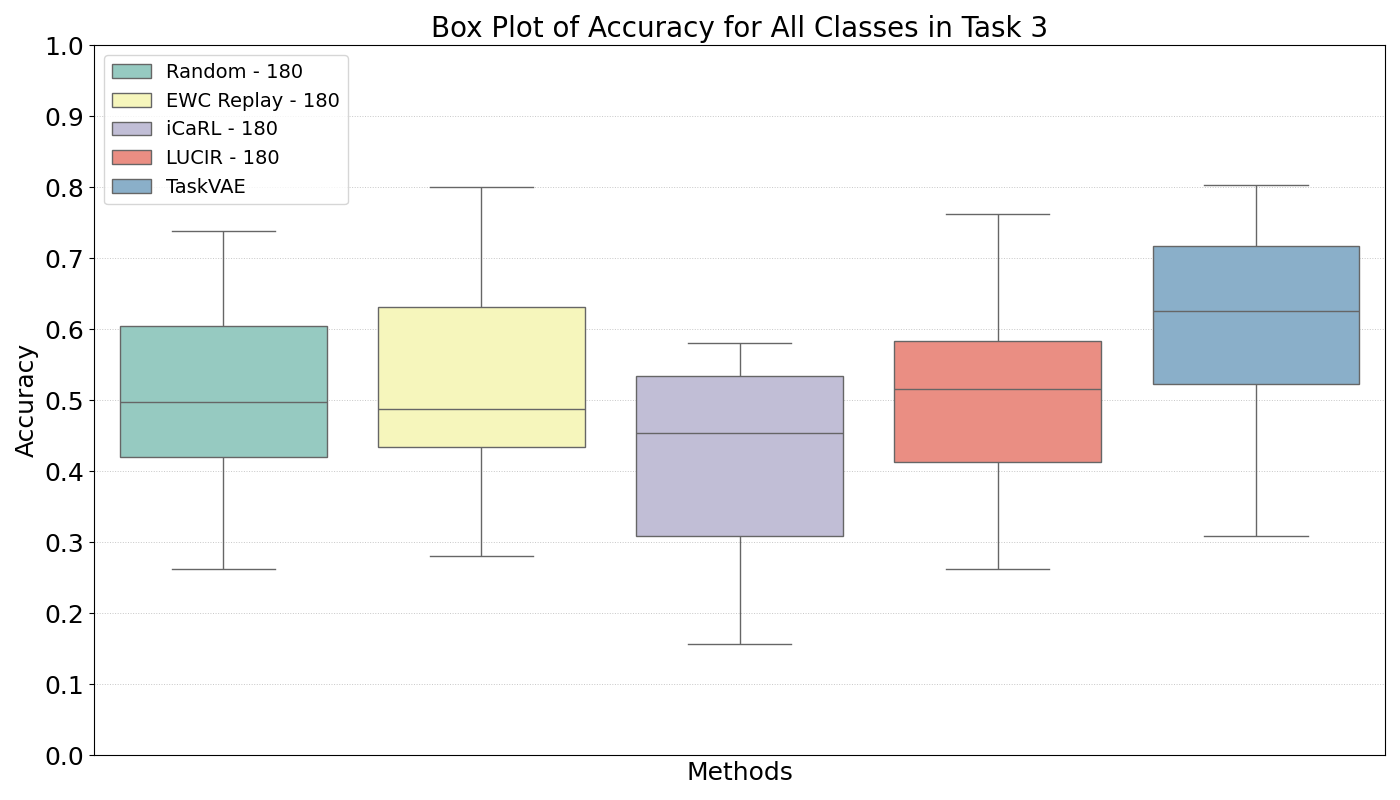 Box Plot of Accuracy for All Classes in Task 3
1.0
0.9
0.8
0.7
0.6
0.5
0.4
0.3
0.2
0.1
0.0
Accuracy
Random - 180
EWC Replay - 180
iCaRL - 180
LUCIR - 180
TaskVAE
Methods